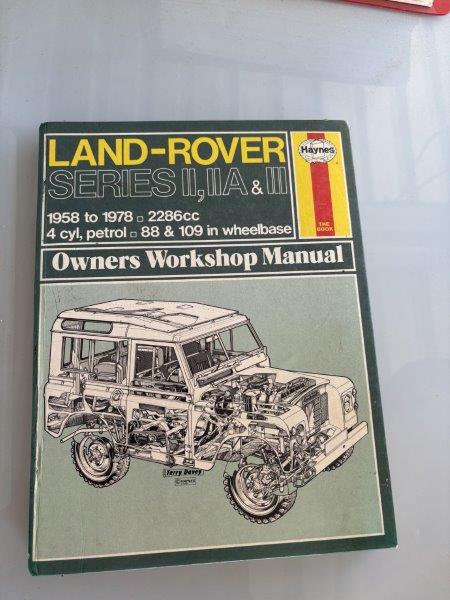 LAND-ROVER
SERIES II, IIA & III
1958 to 1978 □ 2286cc
4 cyl, petrol □ 88 & 109 in wheelbase
Haynes
THE
BOOK
Owners Workshop Manual
Terry Davey